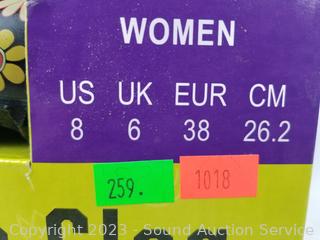 WOMEN
US UK EUR CM
8 6 38 26.2
259. 1018
Copyright 2023 - Sound Auction Service